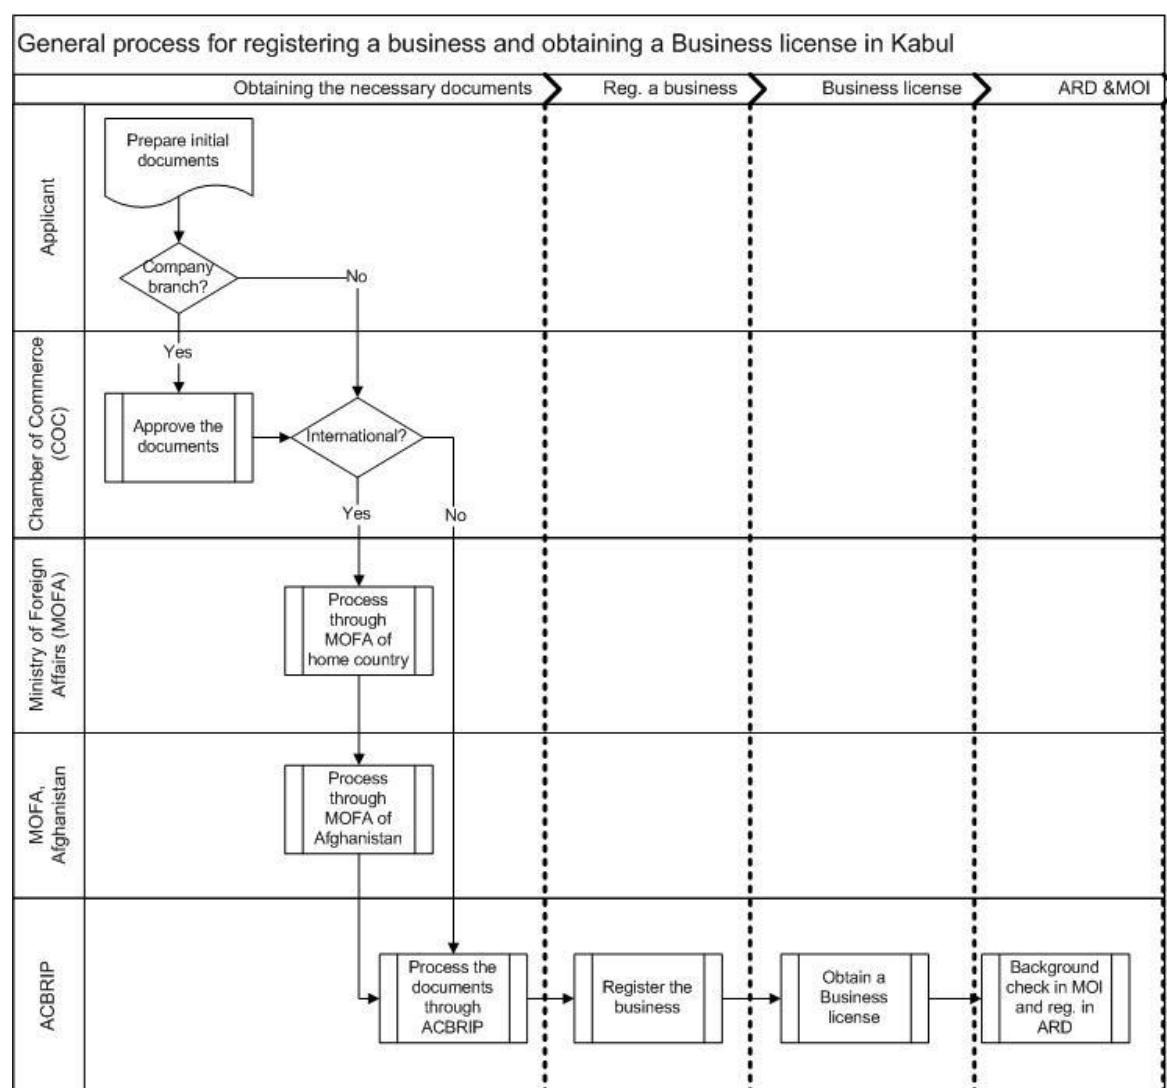 General process for registering a business and obtaining a Business license in Kabul
Obtaining the necessary documents
Reg. a business
Business license
ARD &MOI
Applicant
Prepare initial
documents
Company
branch?
No
Chamber of Commerce
(COC)
Yes
Approve the
documents
International?
Yes
No
Ministry of Foreign
Affairs (MOFA)
Process
through
MOFA of
home country
MOFA,
Afghanistan
Process
through
MOFA of
Afghanistan
ACBRIP
Process the
documents
through
ACBRIP
Register the
business
Obtain a
Business
license
Background
check in MOI
and reg. in
ARD